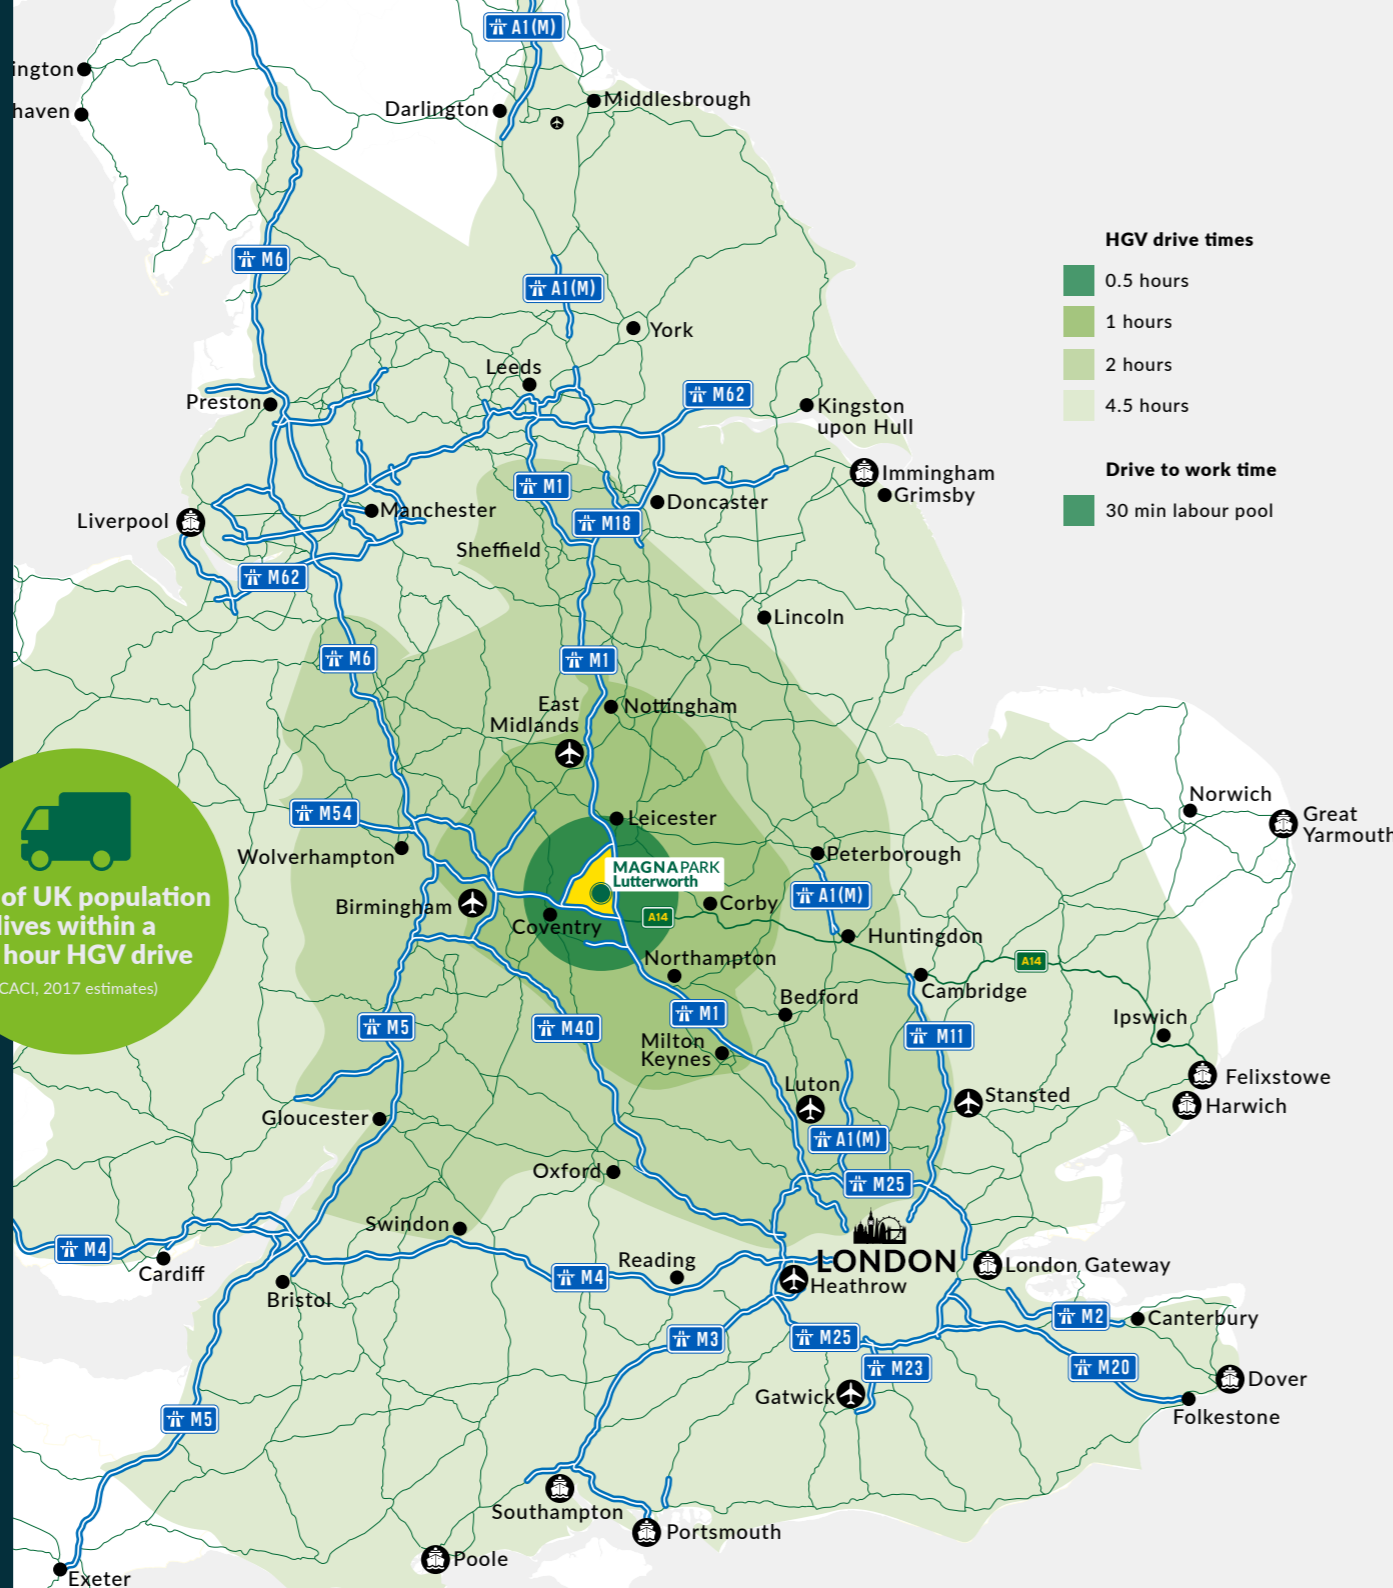 A1(M)
ington
haven
Darlington
Middlesbrough
M6
A1(M)
York
Leeds
Preston
M62
Kingston
upon Hull
HGV drive times
0.5 hours
1 hours
2 hours
4.5 hours
Drive to work time
30 min labour pool
Immingham
Grimsby
M1
Doncaster
Manchester
M18
Liverpool
Sheffield
M62
Lincoln
M6
M1
East
Midlands
Nottingham
M54
Leicester
Wolverhampton
Peterborough
MAGNAPARK
Lutterworth
Norwich
Great
Yarmouth
of UK population
lives within a
hour HGV drive
CACI, 2017 estimates)
Birmingham
Coventry
A14
Corby
A1(M)
Huntingdon
Northampton
A14
Cambridge
Bedford
M5
M40
M1
Milton
Keynes
M11
Ipswich
Luton
Stansted
Felixstowe
Harwich
Gloucester
A1(M)
Oxford
M25
Swindon
M4
Cardiff
Bristol
Reading
M4
LONDON
Heathrow
London Gateway
M3
M25
M2
Canterbury
M23
M20
Gatwick
Dover
Folkestone
M5
Southampton
Portsmouth
Poole
Exeter